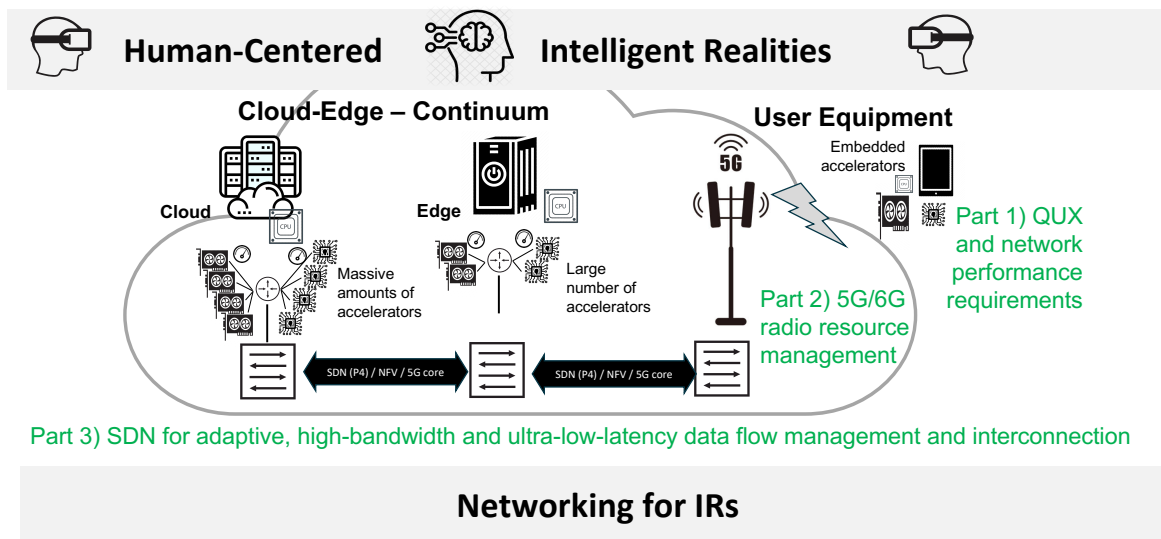 Human-Centered
Intelligent Realities
Cloud-Edge – Continuum
User Equipment
5G
Embedded
accelerators
CPU
Cloud
CPU
Edge
CPU
Massive
amounts of
accelerators
Large
number of
accelerators
Part 1) QUX
and network
performance
requirements
Part 2) 5G/6G
radio resource
management
SDN (P4) / NFV / 5G core
SDN (P4) / NFV / 5G core
Part 3) SDN for adaptive, high-bandwidth and ultra-low-latency data flow management and interconnection
Networking for IRs